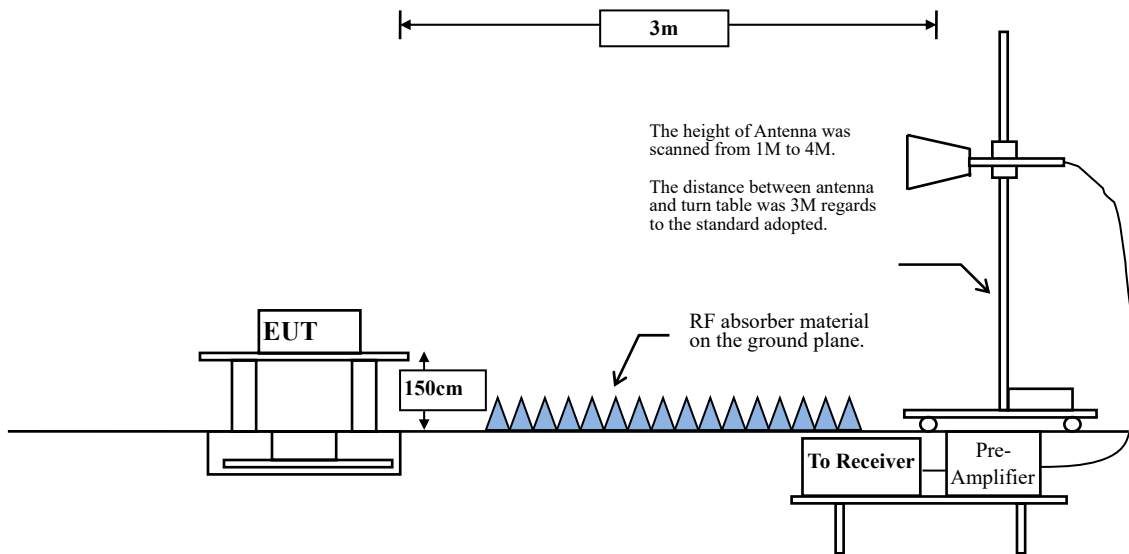 3m
The height of Antenna was
scanned from 1M to 4M.
The distance between antenna
and turn table was 3M regards
to the standard adopted.
EUT
RF absorber material
on the ground plane.
150cm
To Receiver
Pre-
Amplifier